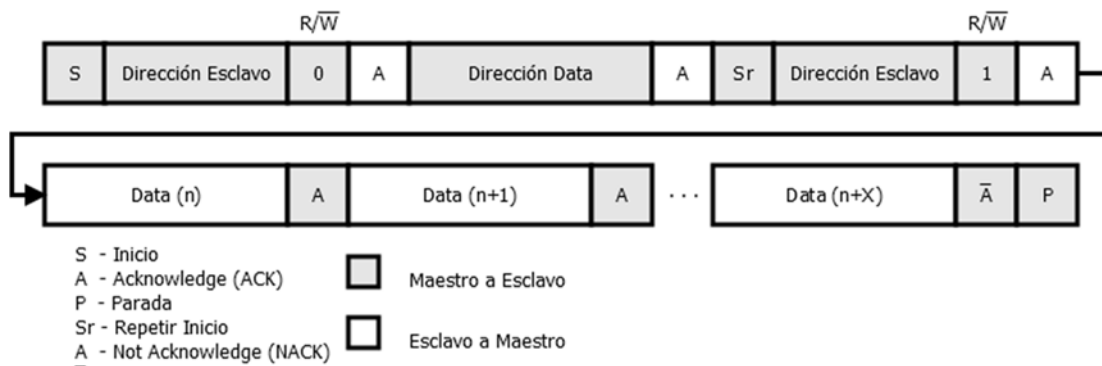 R/W̅ R/W̅
S Dirección Esclavo 0 A Dirección Data A Sr Dirección Esclavo 1 A
Data (n) A Data (n+1) A ... Data (n+X) A̅ P
S - Inicio
A - Acknowledge (ACK)
P - Parada
Sr - Repetir Inicio
A - Not Acknowledge (NACK)
Maestro a Esclavo
Esclavo a Maestro